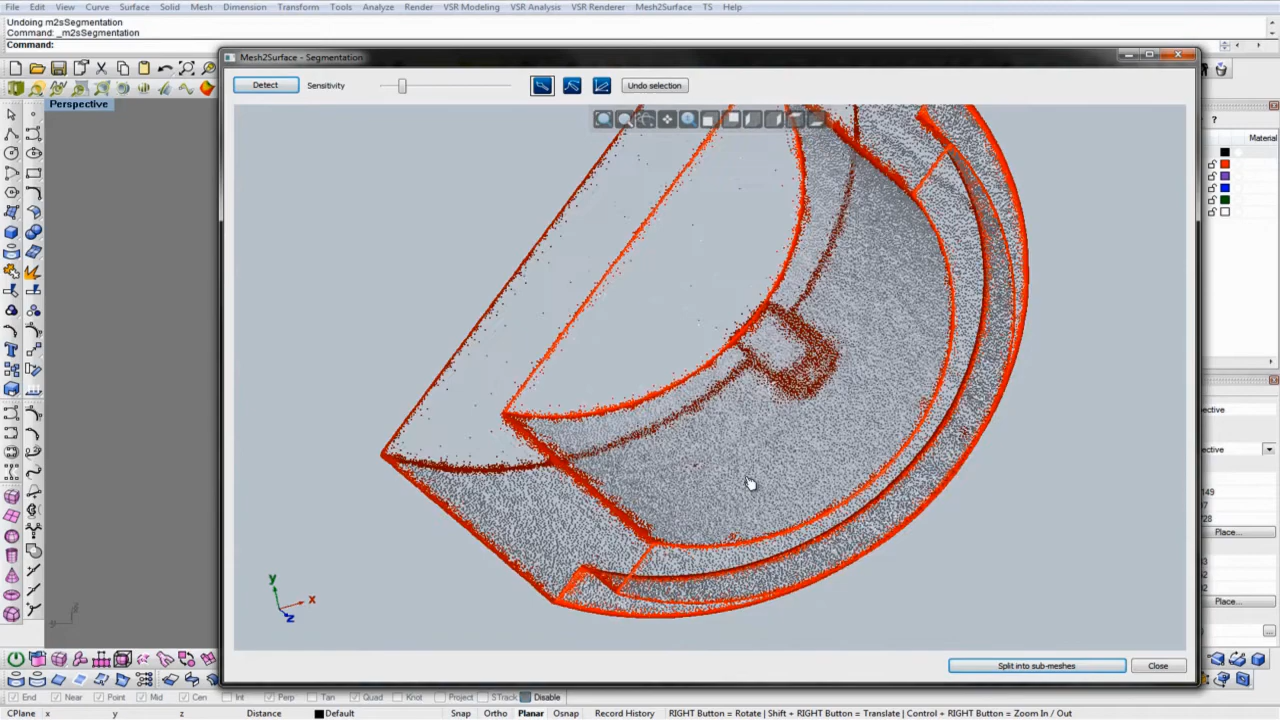 File Edit View Curve Surface Solid Mesh Dimension Transform Tools Analyze Render VSR Modeling VSR Analysis VSR Renderer Mesh2Surface TS Help
Undoing m2sSegmentation
Command: _m2sSegmentation
Command:
Mesh2Surface - Segmentation
Detect Sensitivity Undo selection
Perspective
?
Material
y
x
z
Place...
Place...
Split into sub-meshes Close
End Near Point Mid Cen Int Perp Tan Quad Knot Project STrack Disable
CPlane x y z Distance Default Snap Ortho Planar Osnap Record History RIGHT Button = Rotate | Shift + RIGHT Button = Translate | Control + RIGHT Button = Zoom In / Out